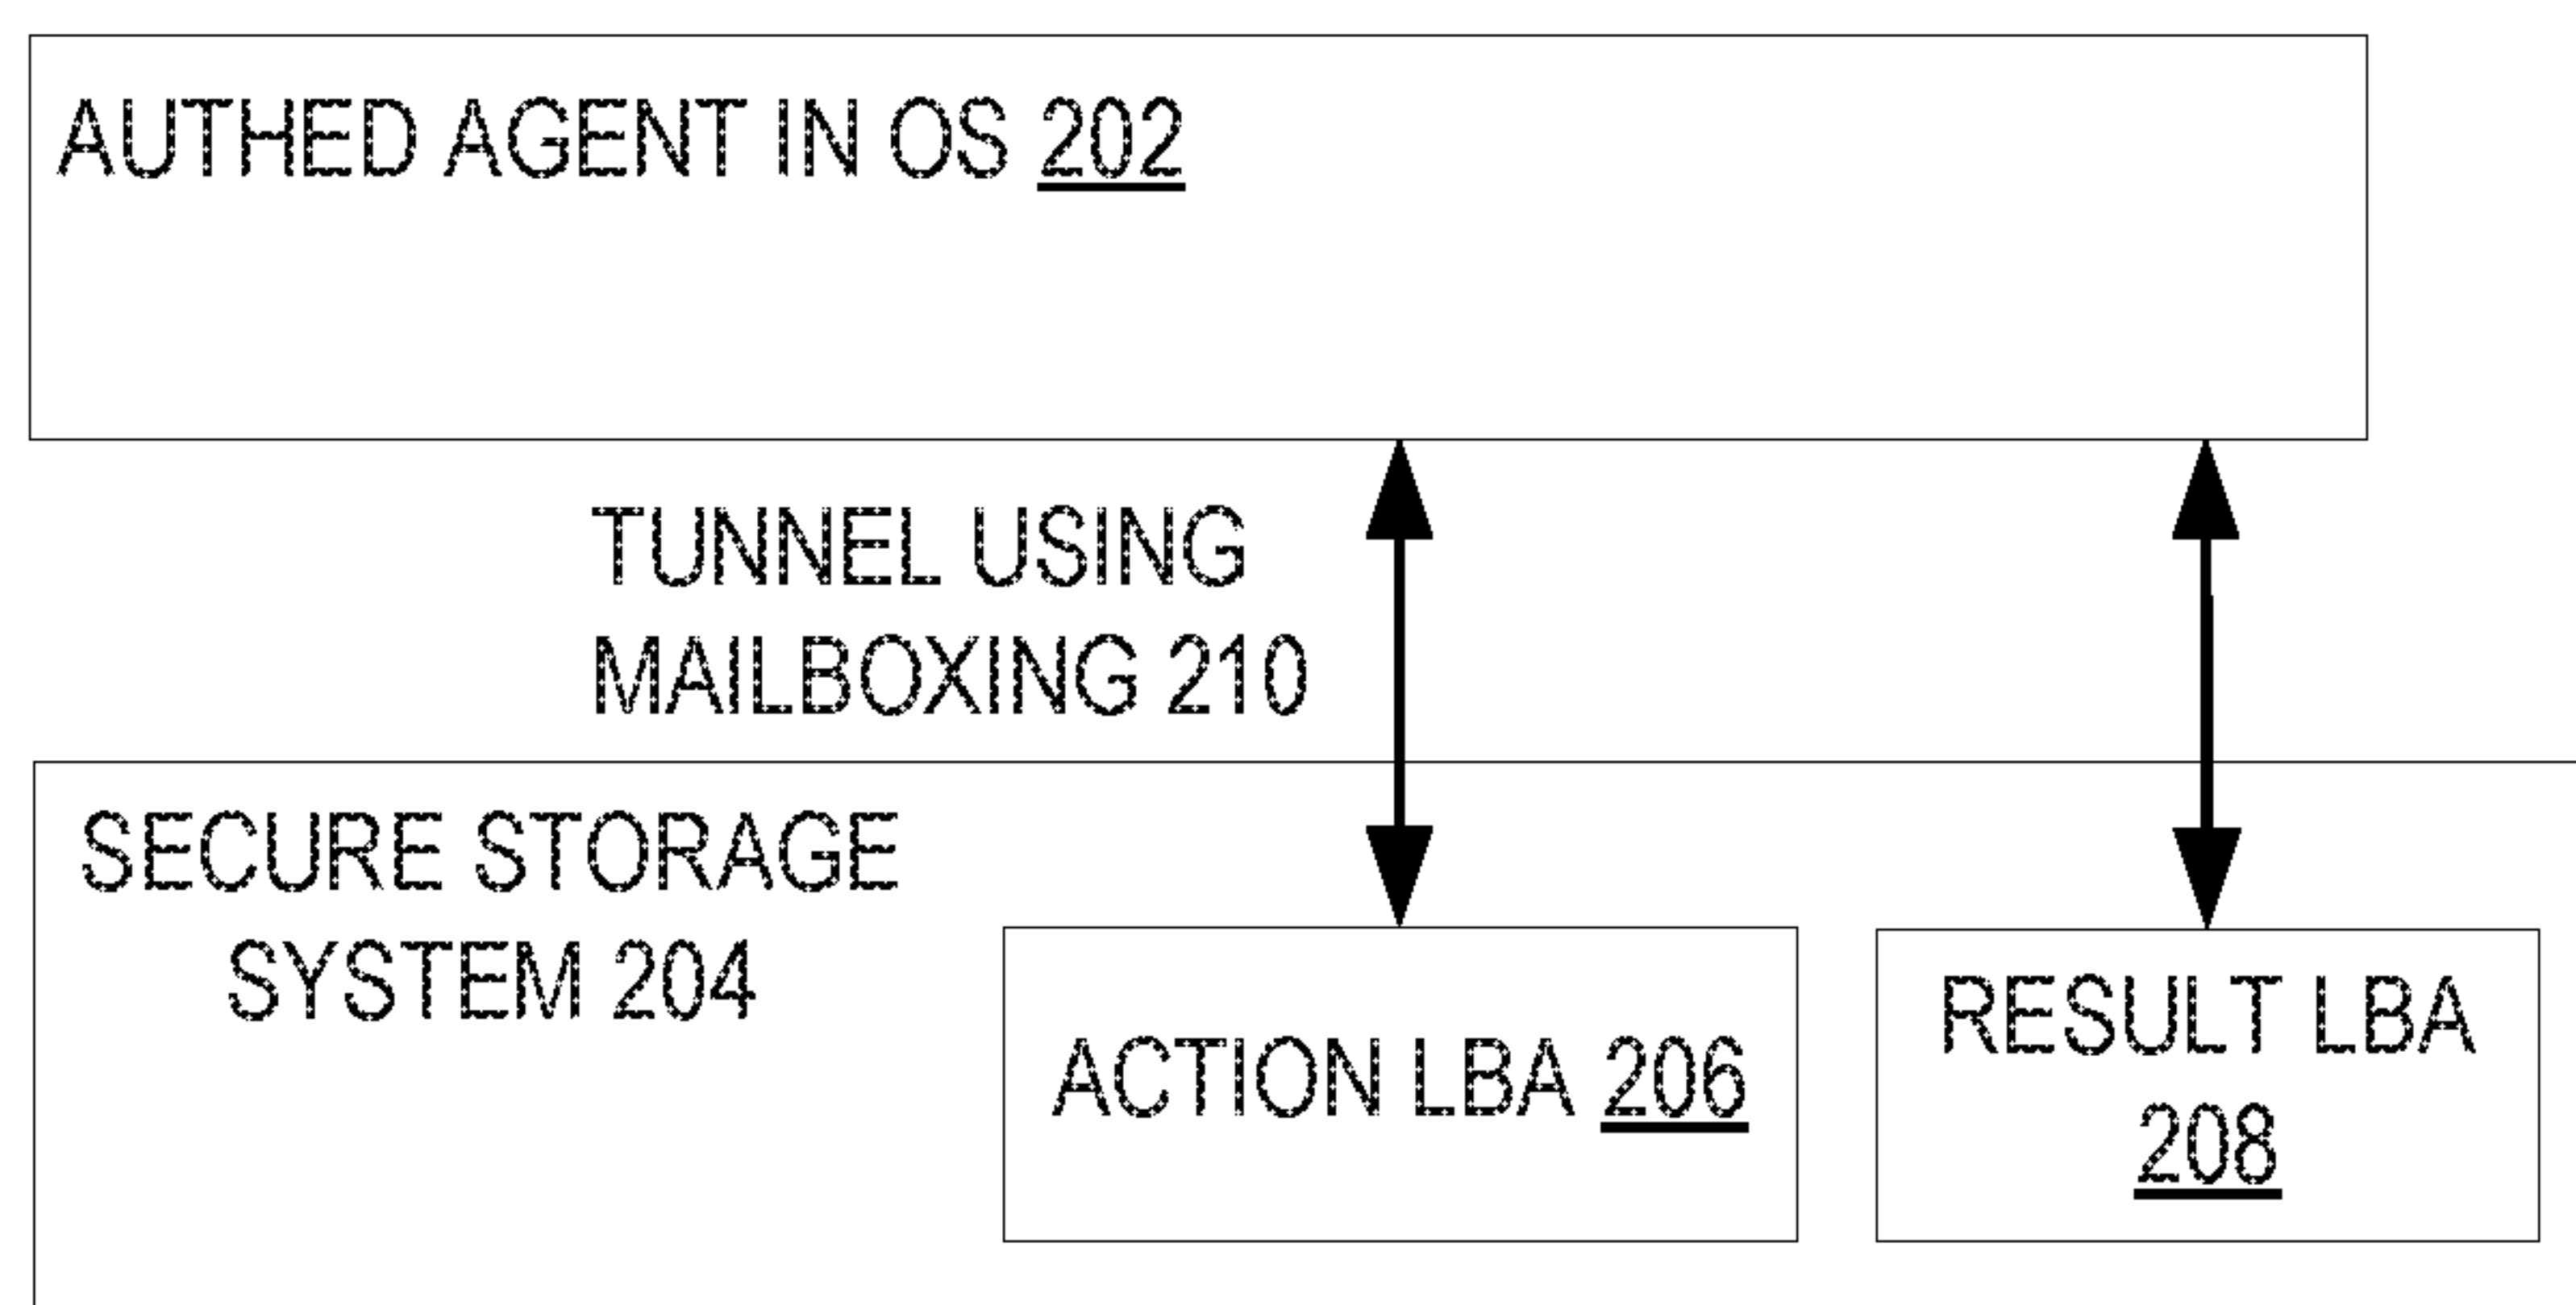 AUTHED AGENT IN OS 202
TUNNEL USING
MAILBOXING 210
SECURE STORAGE
SYSTEM 204
ACTION LBA 206
RESULT LBA
208